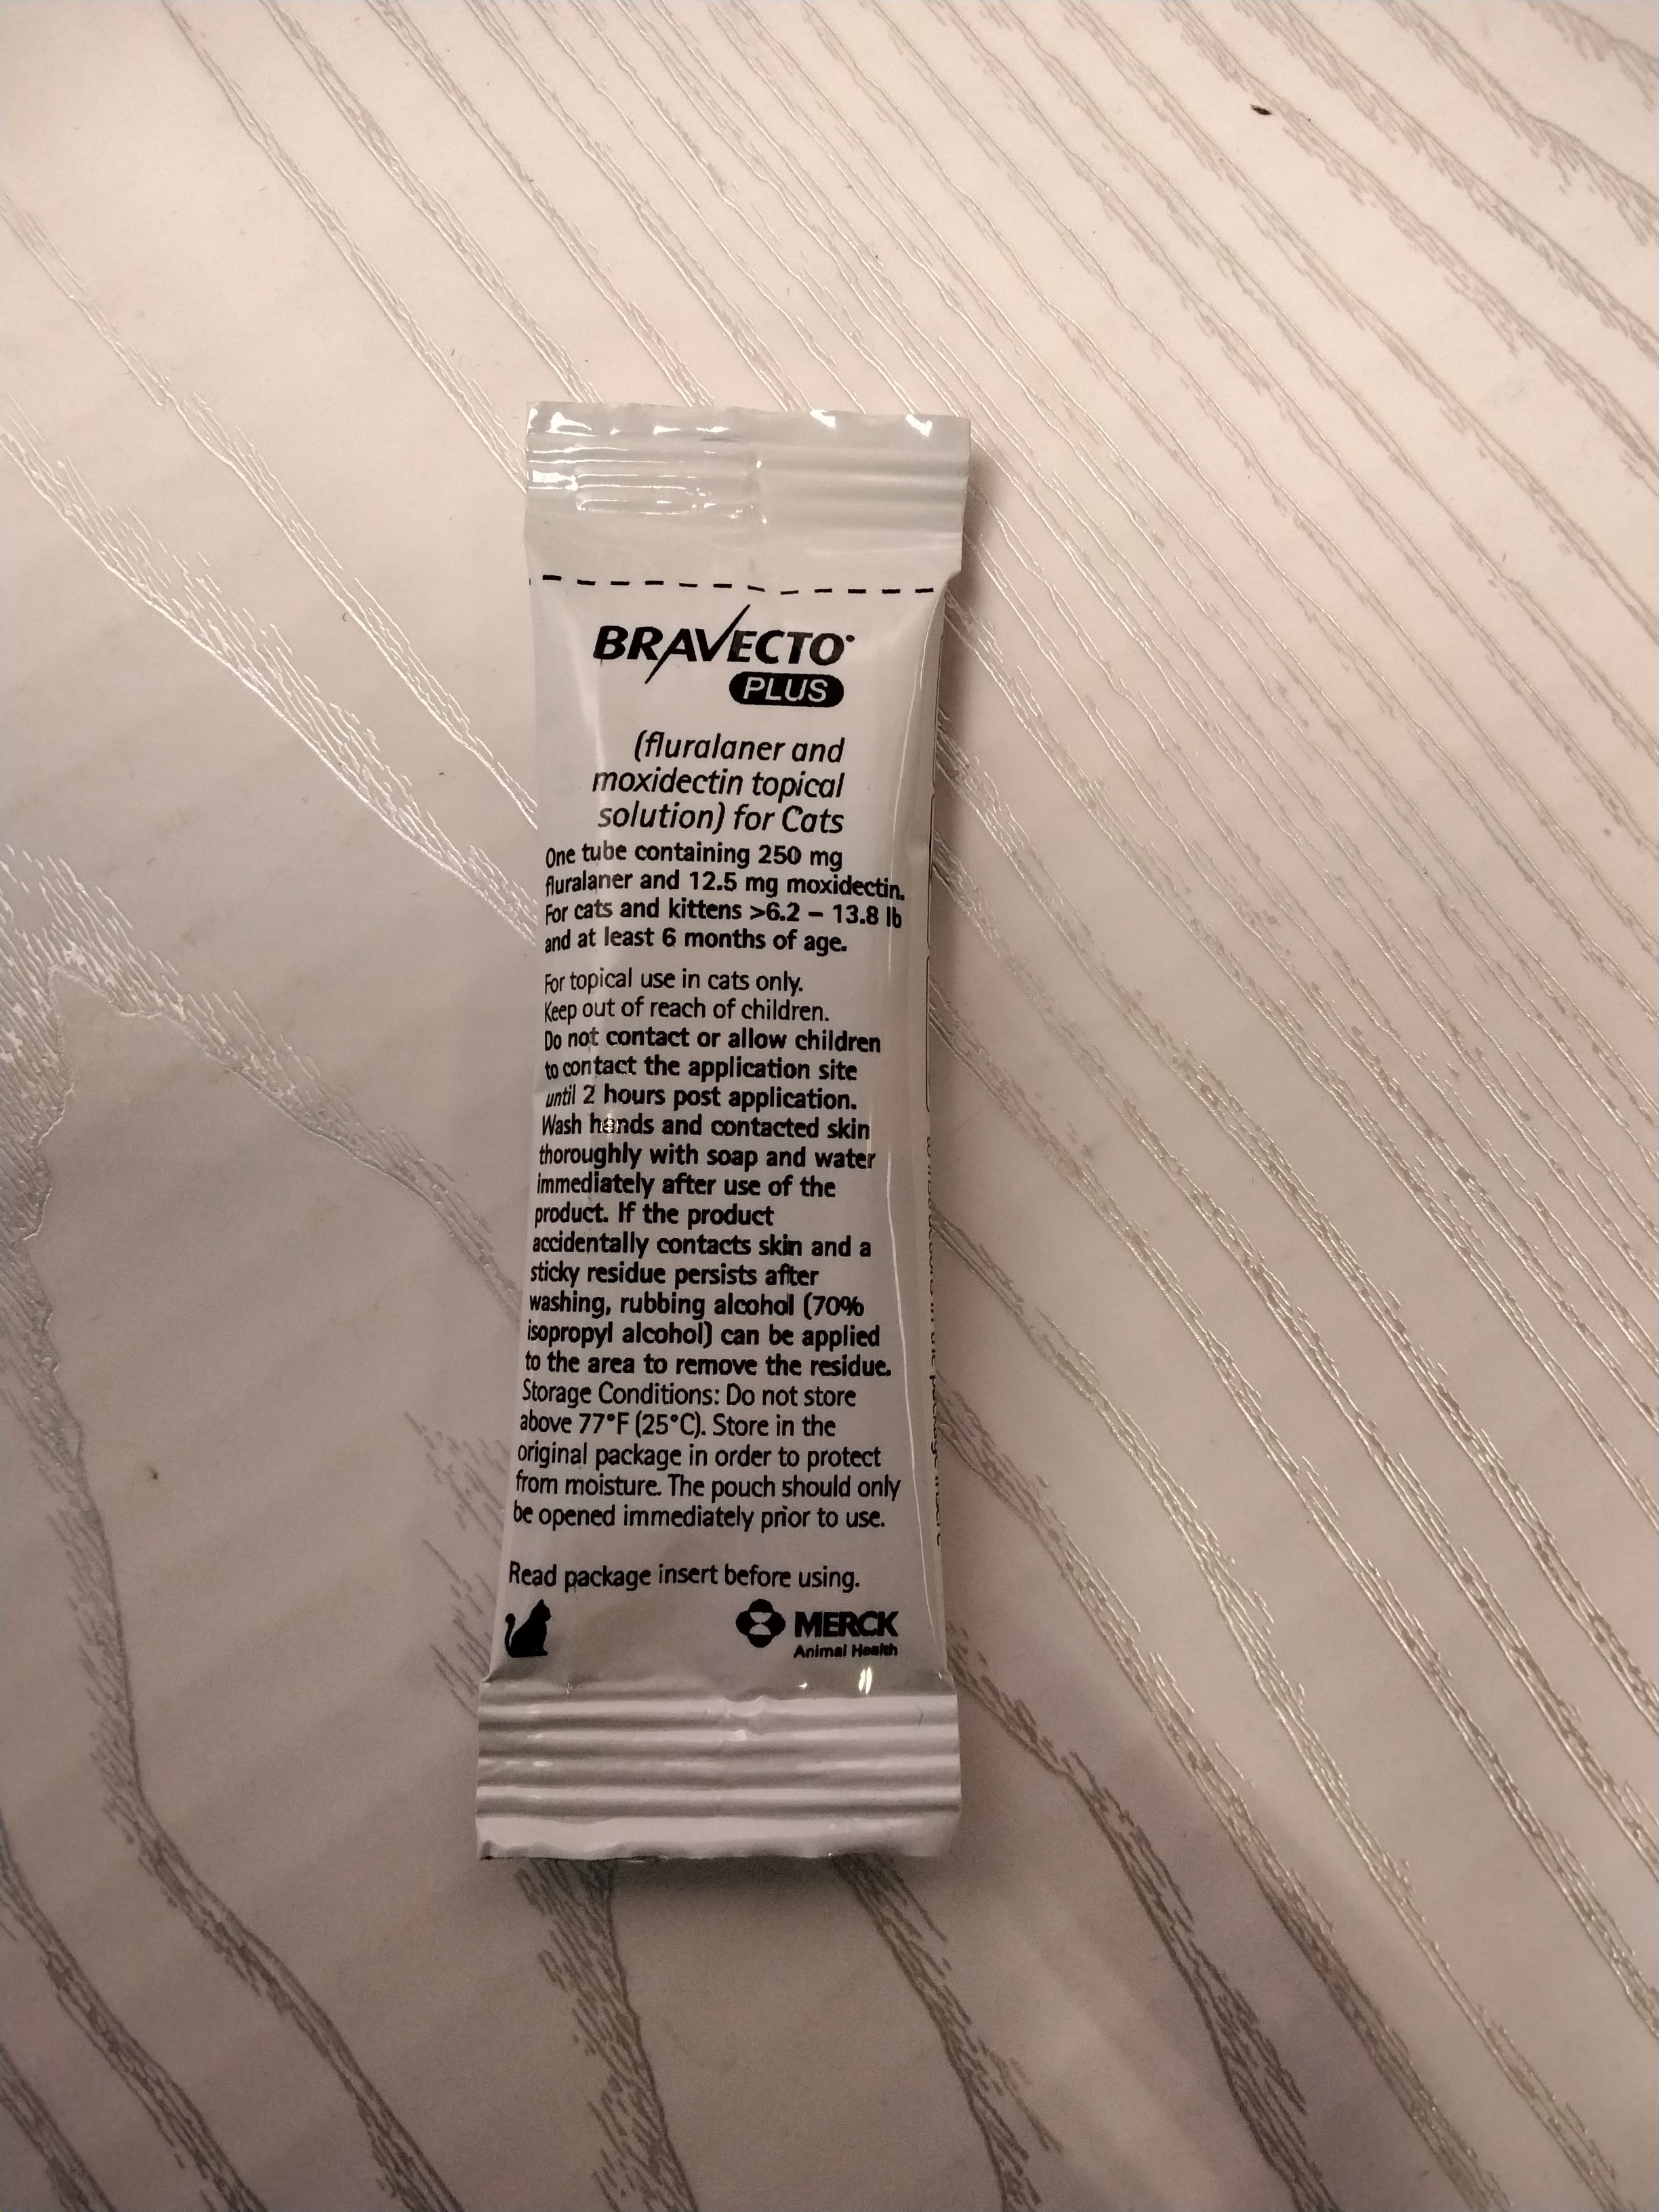 BRAVECTO
PLUS
(fluralaner and
moxidectin topical
solution) for Cats
One tube containing 250 mg
fluralaner and 12.5 mg moxidectin.
For cats and kittens >6.2 – 13.8 lb
and at least 6 months of age.
For topical use in cats only.
Keep out of reach of children.
Do not contact or allow children
to contact the application site
until 2 hours post application.
Wash hands and contacted skin
thoroughly with soap and water
immediately after use of the
product. If the product
accidentally contacts skin and a
sticky residue persists after
washing, rubbing alcohol (70%
isopropyl alcohol) can be applied
to the area to remove the residue.
Storage Conditions: Do not store
above 77°F (25°C). Store in the
original package in order to protect
from moisture. The pouch should only
be opened immediately prior to use.
Read package insert before using.
MERCK
Animal Health